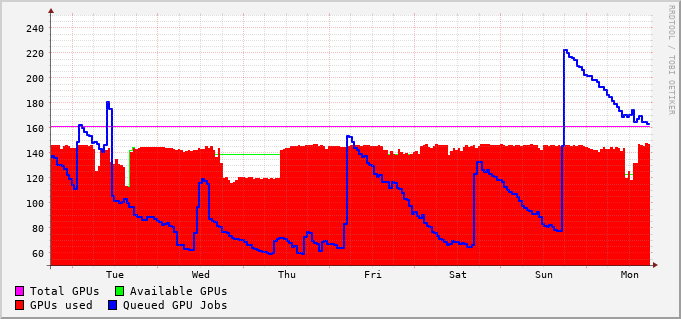 RRDTOOL / TOBI OETIKER
240
220
200
180
160
140
120
100
80
60
Tue Wed Thu Fri Sat Sun Mon
Total GPUs Available GPUs
GPUs used Queued GPU Jobs